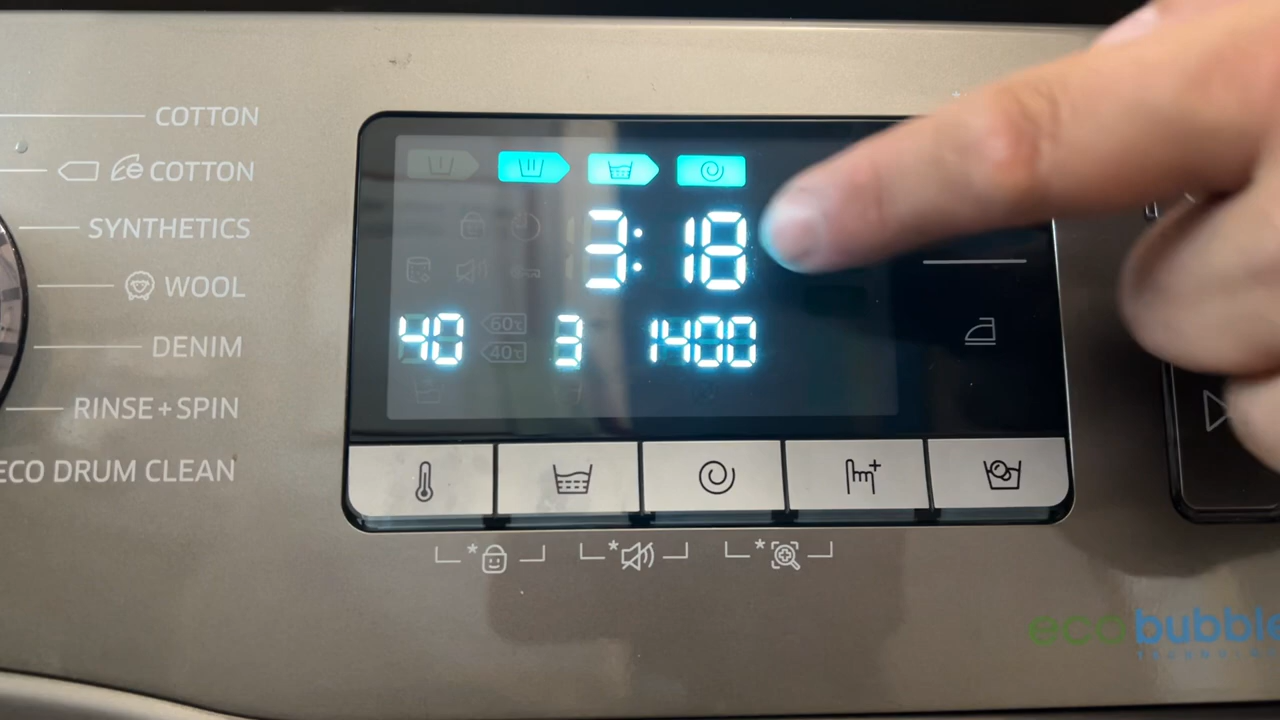 COTTON
COTTON
SYNTHETICS
WOOL
DENIM
RINSE+SPIN
ECO DRUM CLEAN
3:18
60℃
40 3 1400
40℃
eco bubble
TECHNOLOGY